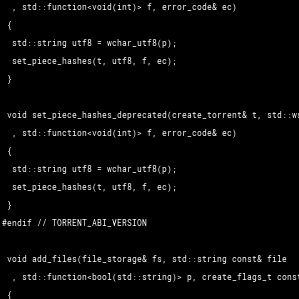 , std::function<void(int)> f, error_code& ec)
{
std::string utf8 = wchar_utf8(p);
set_piece_hashes(t, utf8, f, ec);
}
void set_piece_hashes_deprecated(create_torrent& t, std::ws
, std::function<void(int)> f, error_code& ec)
{
std::string utf8 = wchar_utf8(p);
set_piece_hashes(t, utf8, f, ec);
}
#endif // TORRENT_ABI_VERSION
void add_files(file_storage& fs, std::string const& file
, std::function<bool(std::string)> p, create_flags_t const
{